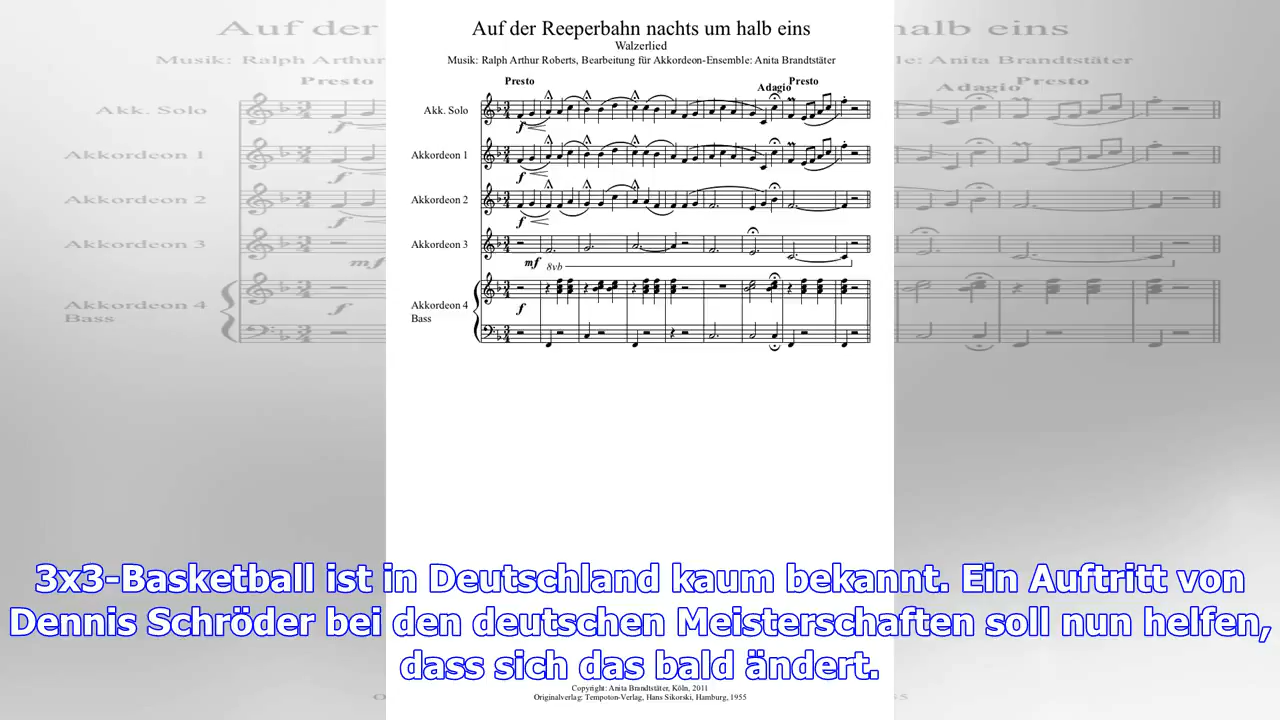 Auf der Reeperbahn nachts um halb eins
Walzerlied
Musik: Ralph Arthur Roberts, Bearbeitung für Akkordeon-Ensemble: Anita Brandtstäter
Presto
Adagio
Presto
Akk. Solo
f
Akkordeon 1
f
Akkordeon 2
f
Akkordeon 3
mf
8vb
Akkordeon 4
Bass
f
3x3-Basketball ist in Deutschland kaum bekannt. Ein Auftritt von
Dennis Schröder bei den deutschen Meisterschaften soll nun helfen,
dass sich das bald ändert.
Copyright: Anita Brandtstäter, Köln, 2011
Originalverlag: Tempoton-Verlag, Hans Sikorski, Hamburg, 1955